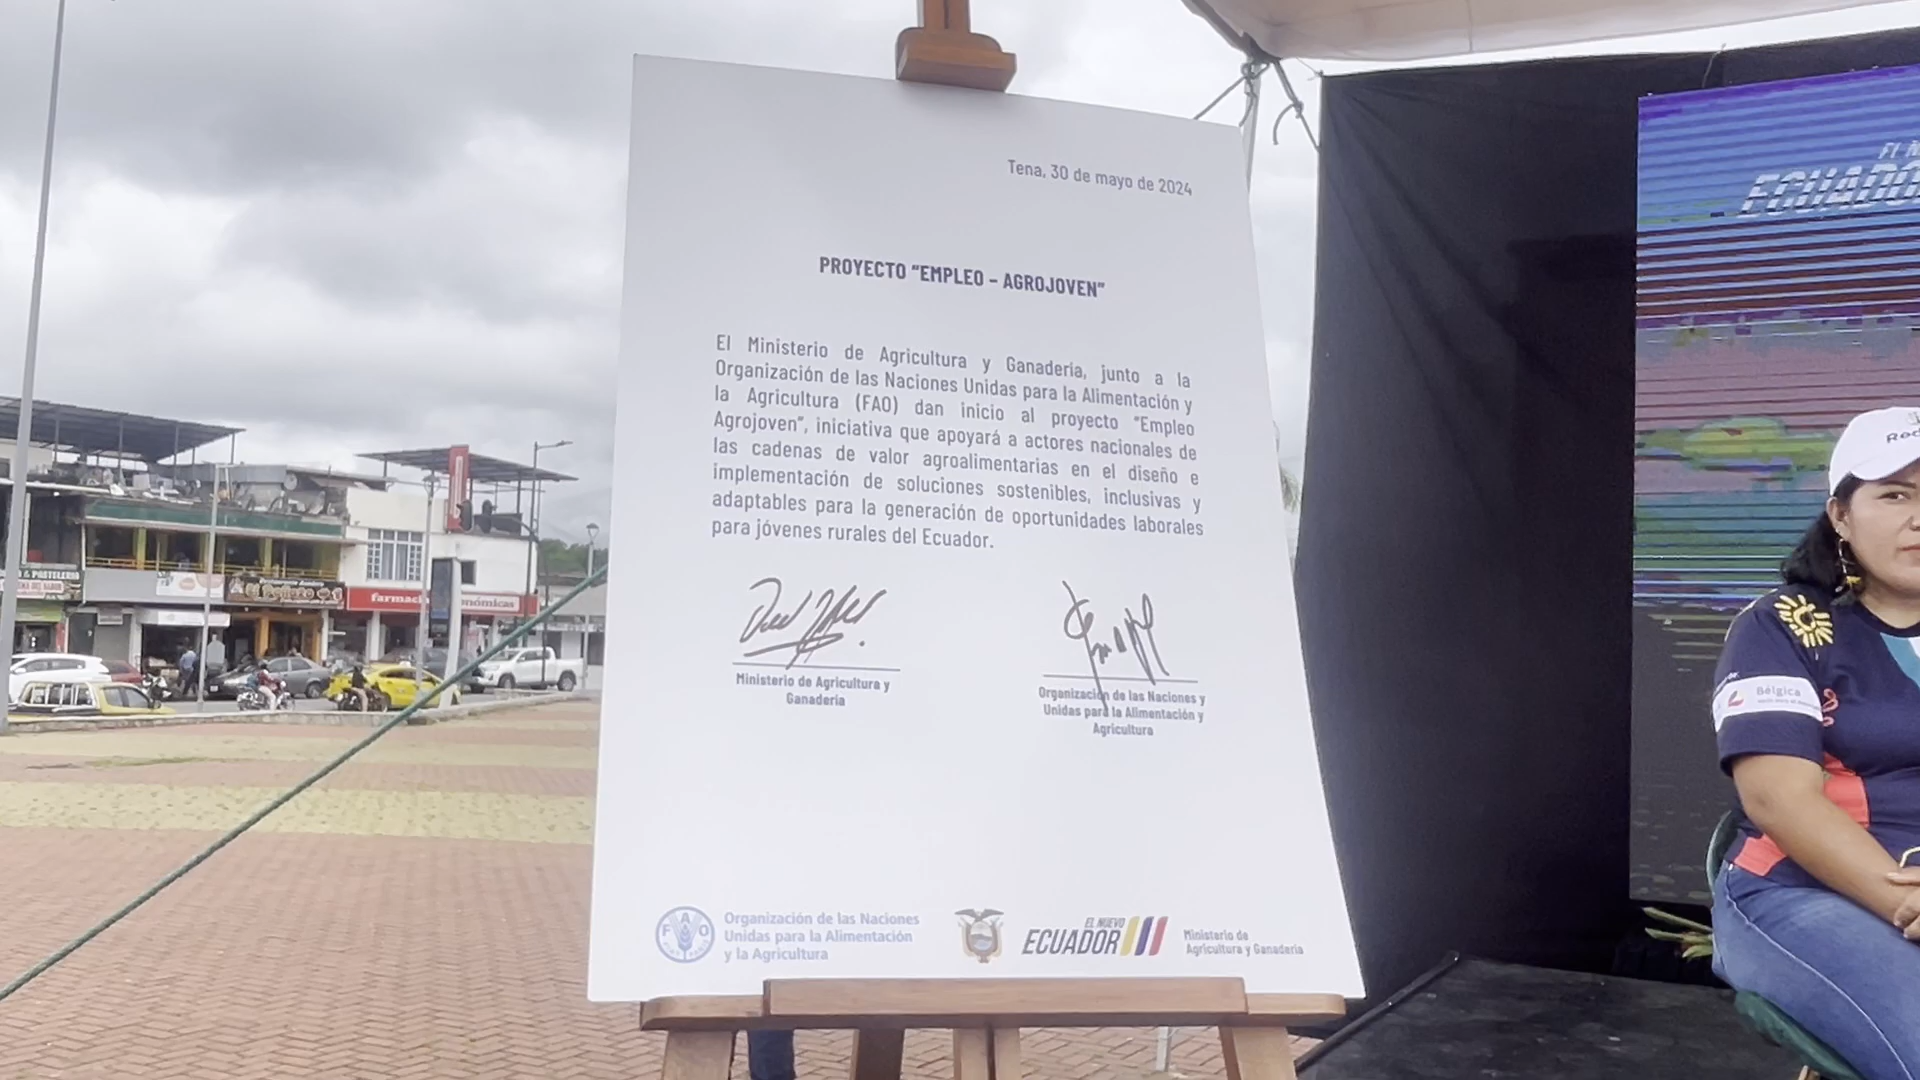 Tena, 30 de mayo de 2024
PROYECTO "EMPLEO – AGROJOVEN"
El Ministerio de Agricultura y Ganadería, junto a la
Organización de las Naciones Unidas para la Alimentación y
la Agricultura (FAO) dan inicio al proyecto "Empleo
Agrojoven", iniciativa que apoyará a actores nacionales de
las cadenas de valor agroalimentarias en el diseño e
implementación de soluciones sostenibles, inclusivas y
adaptables para la generación de oportunidades laborales
para jóvenes rurales del Ecuador.
Ministerio de Agricultura y
Ganadería
Organización de las Naciones y
Unidas para la Alimentación y
Agricultura
FAO
Organización de las Naciones
Unidas para la Alimentación
y la Agricultura
EL NUEVO
ECUADOR
Ministerio de
Agricultura y Ganadería
ECUADO
Bélgica
farmaci
nómicas